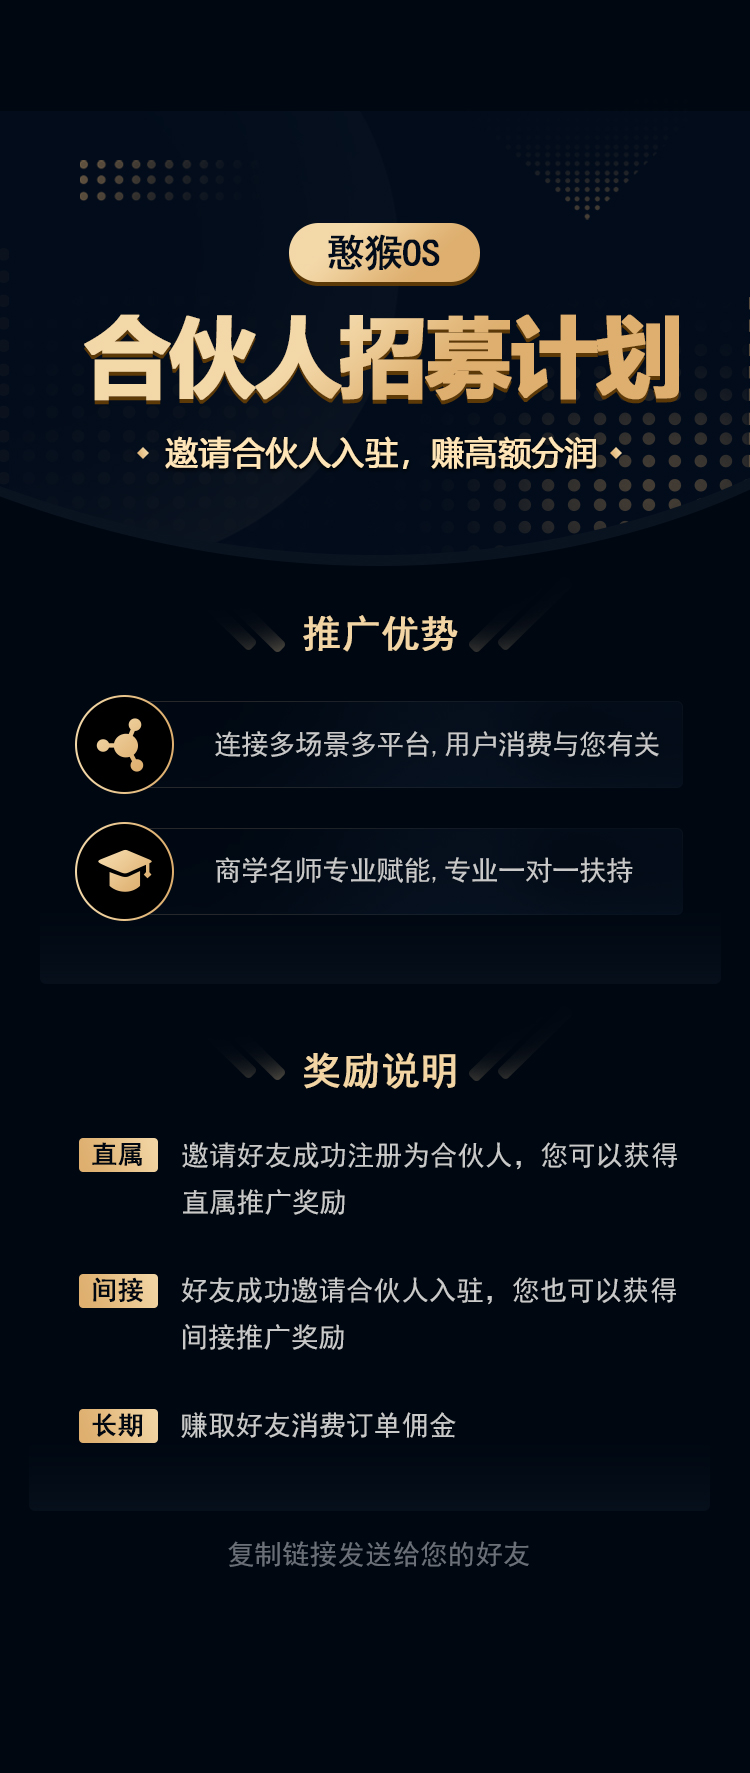 憨猴OS
合伙人招募计划
邀请合伙人入驻，赚高额分润
推广优势
连接多场景多平台, 用户消费与您有关
商学名师专业赋能, 专业一对一扶持
奖励说明
直属
邀请好友成功注册为合伙人，您可以获得
直属推广奖励
间接
好友成功邀请合伙人入驻，您也可以获得
间接推广奖励
长期
赚取好友消费订单佣金
复制链接发送给您的好友